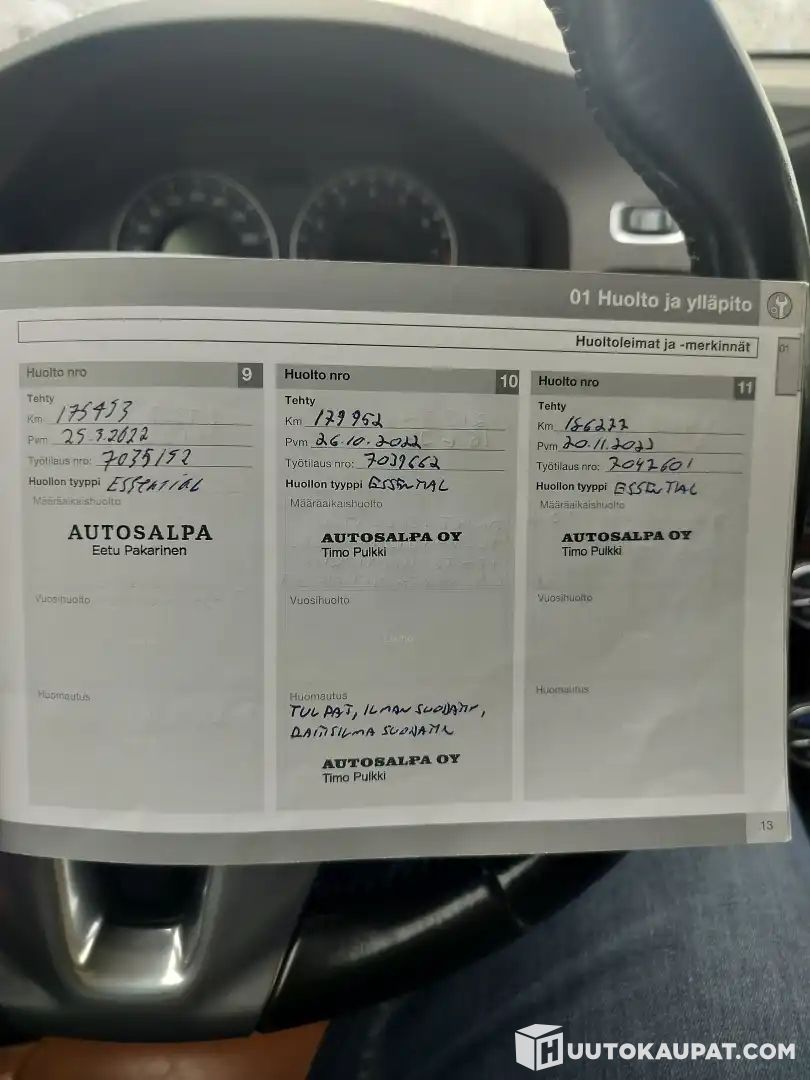 01 Huolto ja ylläpito
Huoltoleimat ja -merkinnät
01
Huolto nro 9
Tehty
Km 175453
Pvm 25.3.2022
Työtilaus nro: 7035152
Huollon tyyppi ESSENTIAL
Määräaikaishuolto
AUTOSALPA
Eetu Pakarinen
Vuosihuolto
Huomautus
Huolto nro 10
Tehty
Km 179952
Pvm 26.10.2022
Työtilaus nro: 7039662
Huollon tyyppi ESSENTIAL
Määräaikaishuolto
AUTOSALPA OY
Timo Pulkki
Vuosihuolto
Huomautus
TULPAT, ILMAN SUODATIN,
RAITISILMA SUODATIN
AUTOSALPA OY
Timo Pulkki
Huolto nro 11
Tehty
Km 186277
Pvm 20.11.2023
Työtilaus nro: 7047601
Huollon tyyppi ESSENTIAL
Määräaikaishuolto
AUTOSALPA OY
Timo Pulkki
Vuosihuolto
Huomautus
13
HUUTOKAUPAT.COM